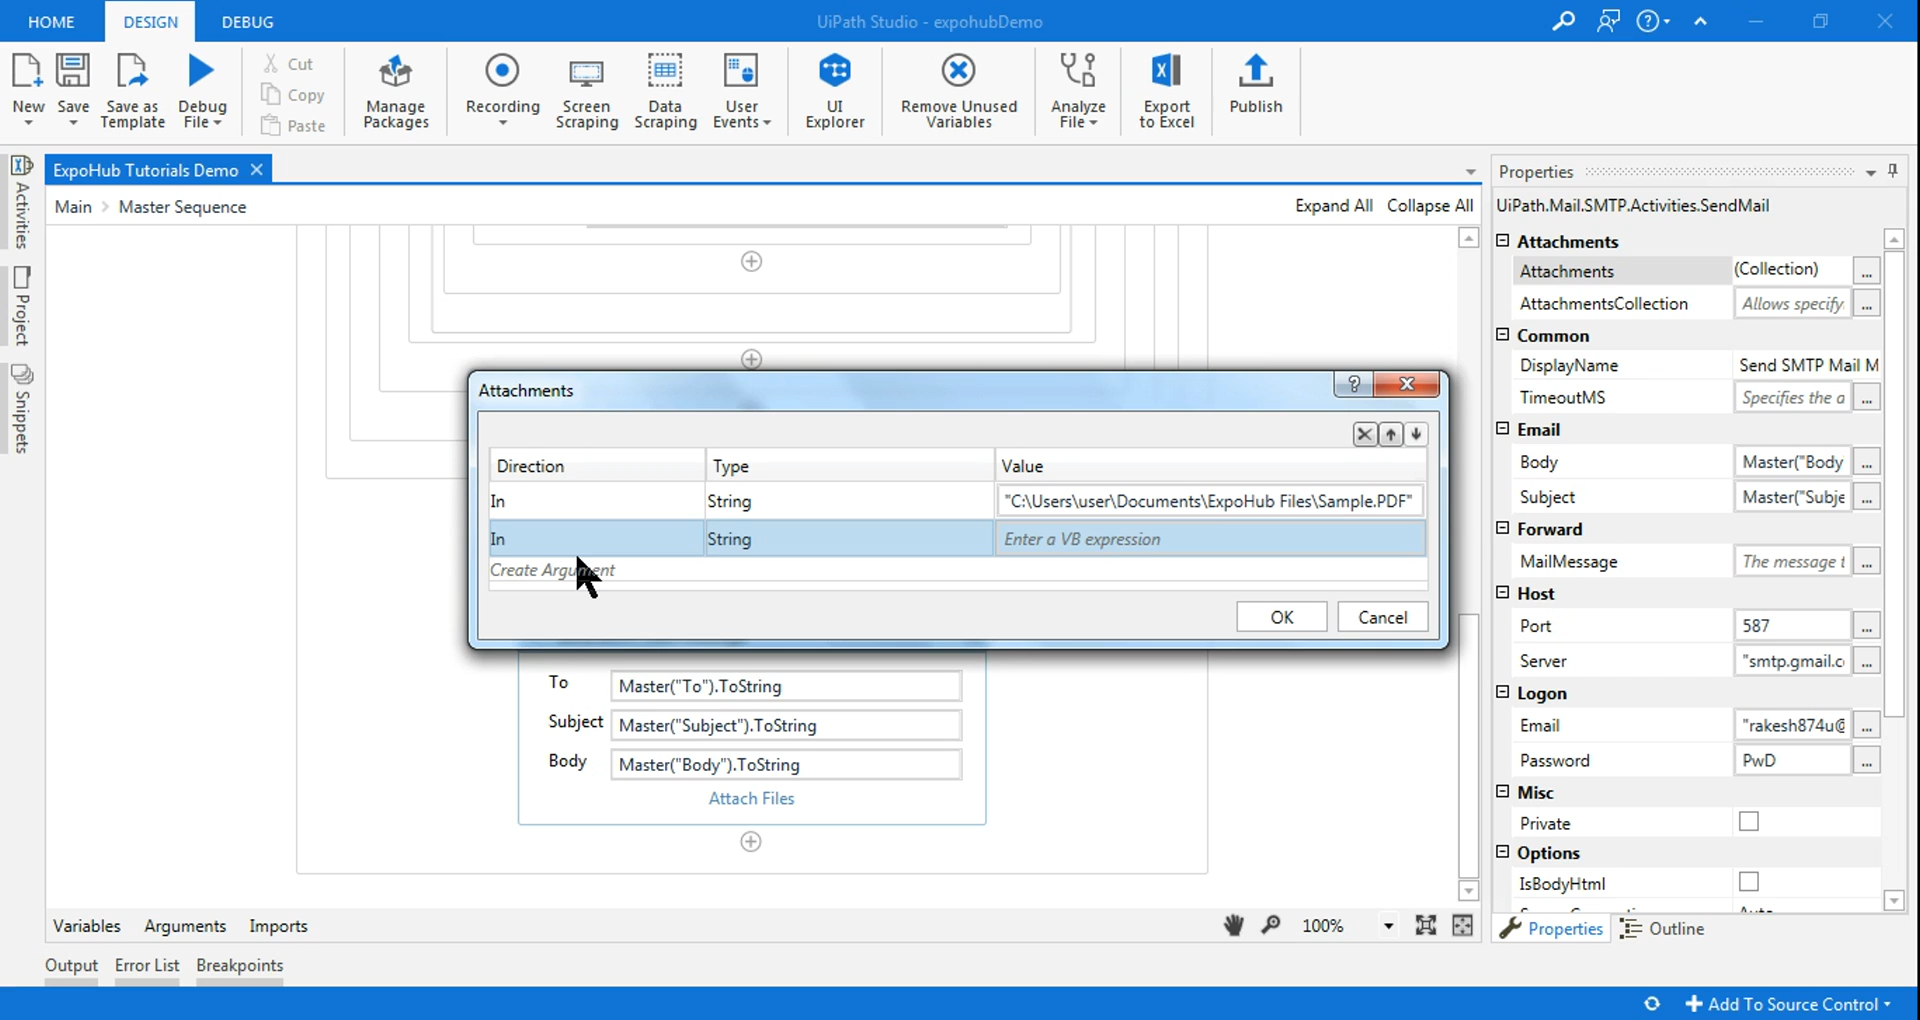 HOME DESIGN DEBUG UiPath Studio - expohubDemo
New Save Save as Template Debug File Cut Copy Paste Manage Packages Recording Screen Scraping Data Scraping User Events UI Explorer Remove Unused Variables Analyze File Export to Excel Publish
Activities
Project
Snippets
ExpoHub Tutorials Demo
Main > Master Sequence Expand All Collapse All
Attachments
Direction Type Value
In String "C:\Users\user\Documents\ExpoHub Files\Sample.PDF"
In String Enter a VB expression
Create Argument
OK Cancel
To Master("To").ToString
Subject Master("Subject").ToString
Body Master("Body").ToString
Attach Files
Variables Arguments Imports 100%
Output Error List Breakpoints
Properties
UiPath.Mail.SMTP.Activities.SendMail
Attachments
Attachments (Collection) ...
AttachmentsCollection Allows specify ...
Common
DisplayName Send SMTP Mail M
TimeoutMS Specifies the a ...
Email
Body Master("Body ...
Subject Master("Subje ...
Forward
MailMessage The message t ...
Host
Port 587 ...
Server "smtp.gmail.c ...
Logon
Email "rakesh874u@ ...
Password PwD ...
Misc
Private
Options
IsBodyHtml
Properties Outline
Add To Source Control